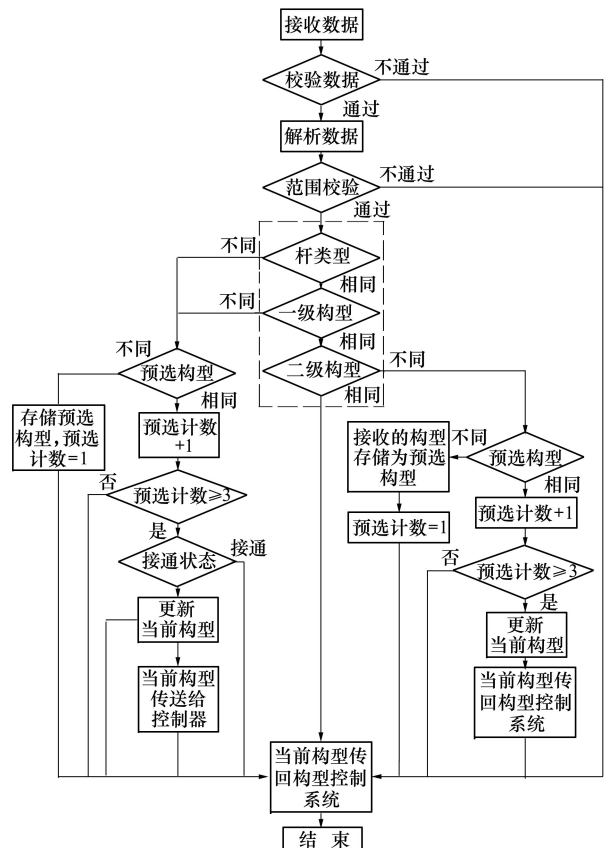 接收数据
校验数据
不通过
通过
解析数据
范围校验
不通过
通过
杆类型
不同
相同
一级构型
不同
相同
二级构型
不同
相同
不同
预选构型
相同
存储预选
构型,预选
计数=1
预选计数
+1
否
预选计数≥3
是
接通状态
接通
更新
当前构型
当前构型
传送给
控制器
接收的构型
存储为预选
构型
不同
预选构型
相同
预选计数=1
预选计数+1
否
预选计数≥3
是
更新
当前构型
当前构型传
回构型控制
系统
当前构型传
回构型控制
系统
结 束